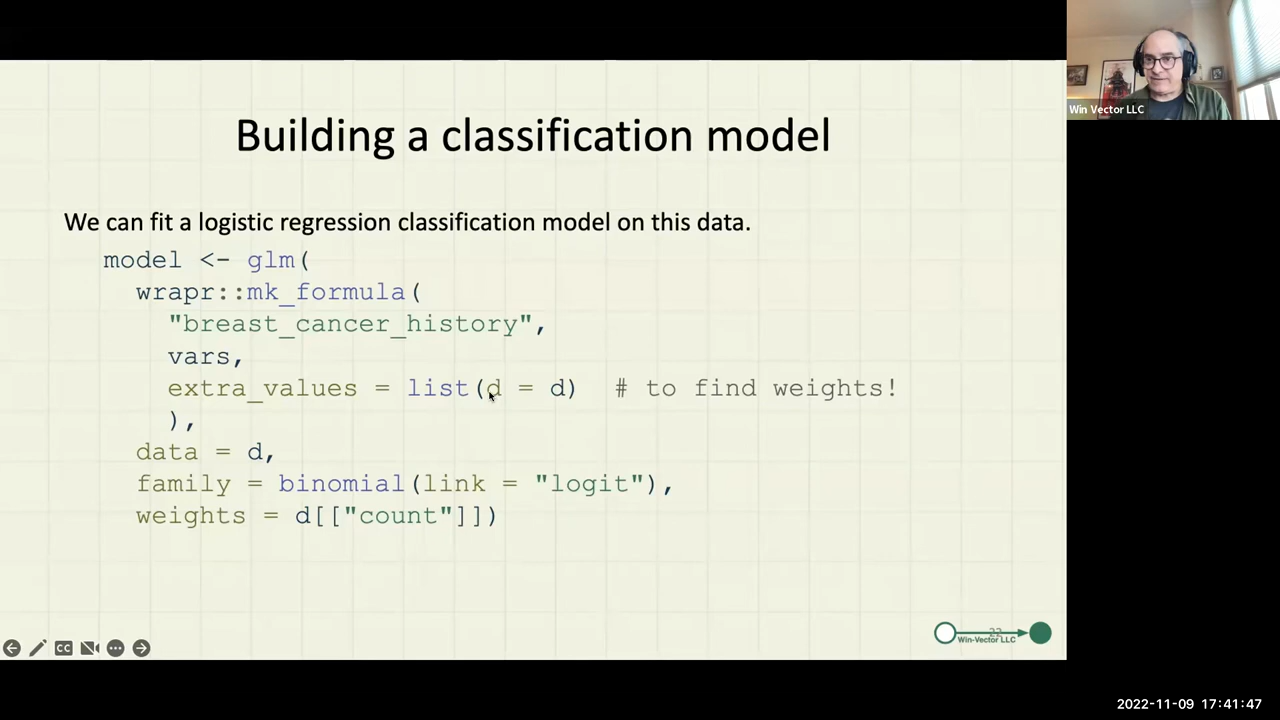 Building a classification model
We can fit a logistic regression classification model on this data.
model <- glm(
wrapr::mk_formula(
"breast_cancer_history",
vars,
extra_values = list(d = d)  # to find weights!
),
data = d,
family = binomial(link = "logit"),
weights = d[["count"]])
22
Win-Vector LLC
CC
Win Vector LLC
2022-11-09 17:41:47